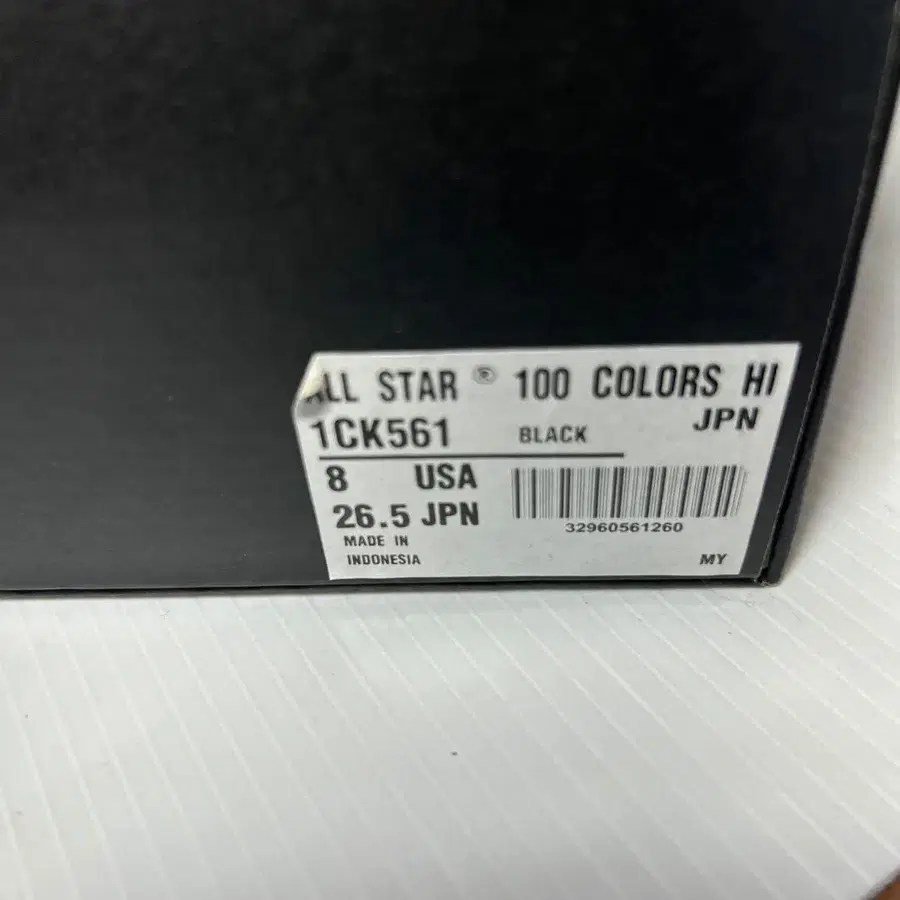 ALL STAR ® 100 COLORS HI
JPN
1CK561 BLACK
8 USA
26.5 JPN
32960561260
MADE IN
INDONESIA
MY